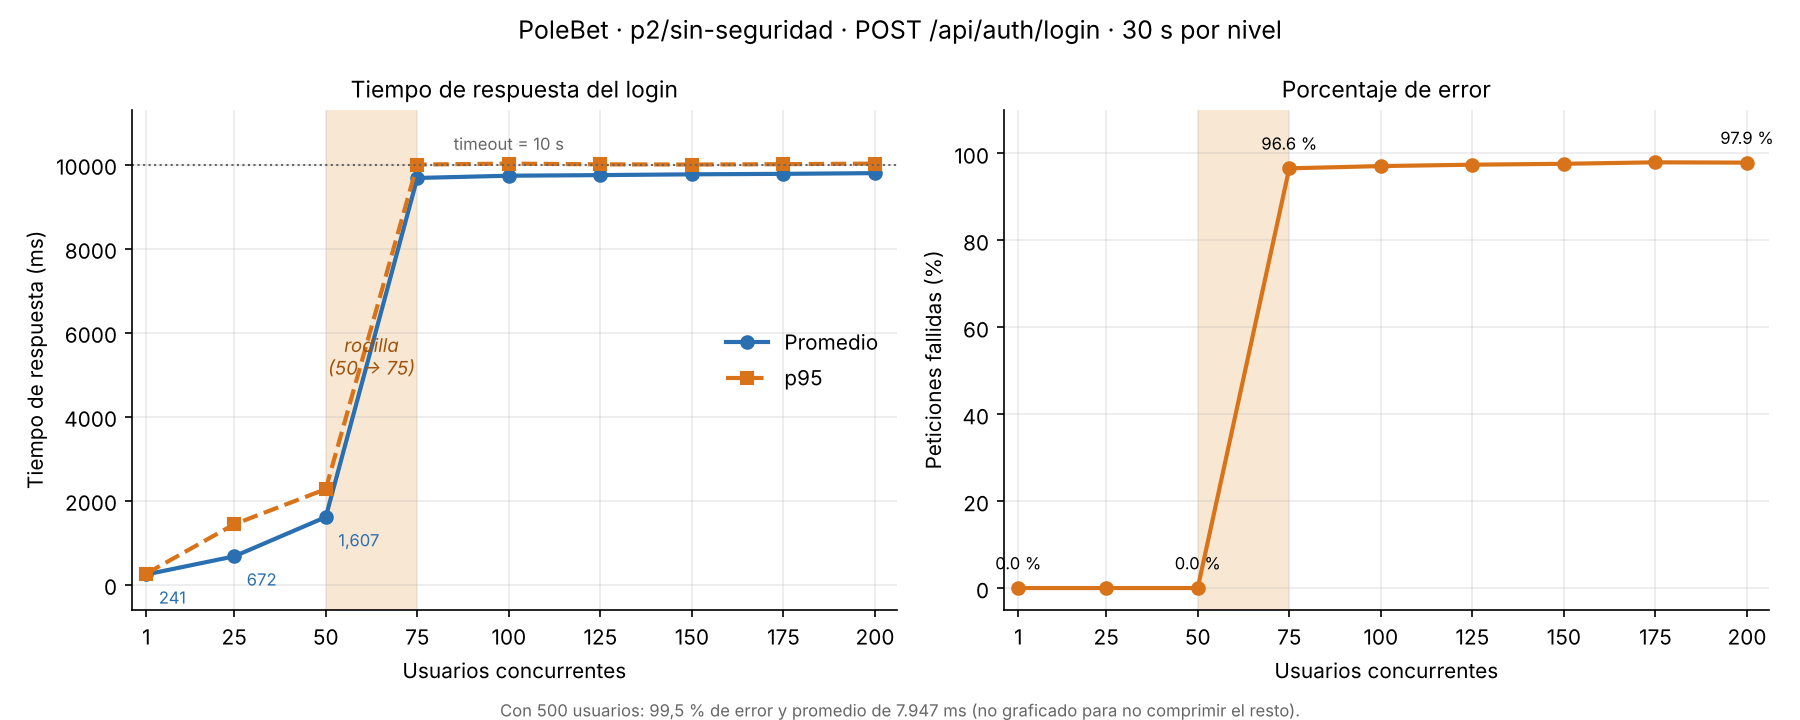 PoleBet · p2/sin-seguridad · POST /api/auth/login · 30 s por nivel
Tiempo de respuesta del login
timeout = 10 s
10000
8000
6000
4000
2000
0
Tiempo de respuesta (ms)
rodilla
(50 → 75)
Promedio
p95
241
672
1,607
1
25
50
75
100
125
150
175
200
Usuarios concurrentes
Porcentaje de error
100
80
60
40
20
0
Peticiones fallidas (%)
0.0 %
0.0 %
96.6 %
97.9 %
1
25
50
75
100
125
150
175
200
Usuarios concurrentes
Con 500 usuarios: 99,5 % de error y promedio de 7.947 ms (no graficado para no comprimir el resto).